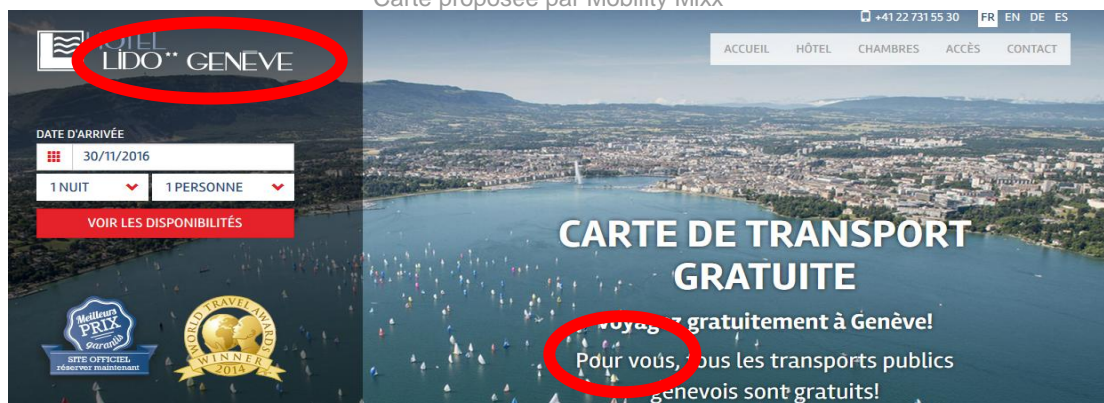 Carte proposée par Mobility Mixx
+41 22 731 55 30 FR EN DE ES
HÔTEL
LIDO** GENÈVE
ACCUEIL HÔTEL CHAMBRES ACCÈS CONTACT
DATE D'ARRIVÉE
30/11/2016
1 NUIT 1 PERSONNE
VOIR LES DISPONIBILITÉS
CARTE DE TRANSPORT
GRATUITE
Voyagez gratuitement à Genève!
Pour vous, tous les transports publics
genevois sont gratuits!
Meilleurs
PRIX
garantis
SITE OFFICIEL
réserver maintenant
WORLD TRAVEL AWARDS
WINNER
2014